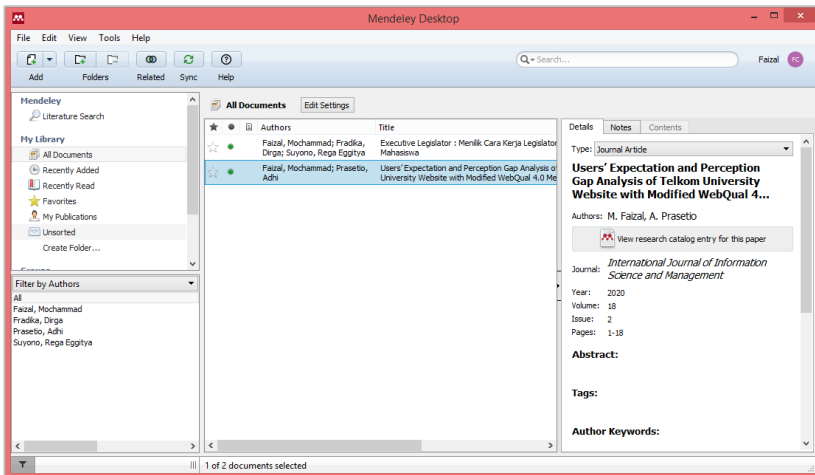 Mendeley Desktop
File Edit View Tools Help
Search...
Faizal FC
Add Folders Related Sync Help
Mendeley
Literature Search
My Library
All Documents
Recently Added
Recently Read
Favorites
My Publications
Unsorted
Create Folder...
Filter by Authors
All
Faizal, Mochammad
Fradika, Dirga
Prasetio, Adhi
Suyono, Rega Eggitya
All Documents Edit Settings
Authors Title
Faizal, Mochammad; Fradika, Executive Legislator : Menilik Cara Kerja Legislator
Dirga; Suyono, Rega Eggitya Mahasiswa
Faizal, Mochammad; Prasetio, Users' Expectation and Perception Gap Analysis o
Adhi University Website with Modified WebQual 4.0 Me
Details Notes Contents
Type: Journal Article
Users' Expectation and Perception
Gap Analysis of Telkom University
Website with Modified WebQual 4...
Authors: M. Faizal, A. Prasetio
View research catalog entry for this paper
Journal: International Journal of Information
Science and Management
Year: 2020
Volume: 18
Issue: 2
Pages: 1-18
Abstract:
Tags:
Author Keywords:
1 of 2 documents selected